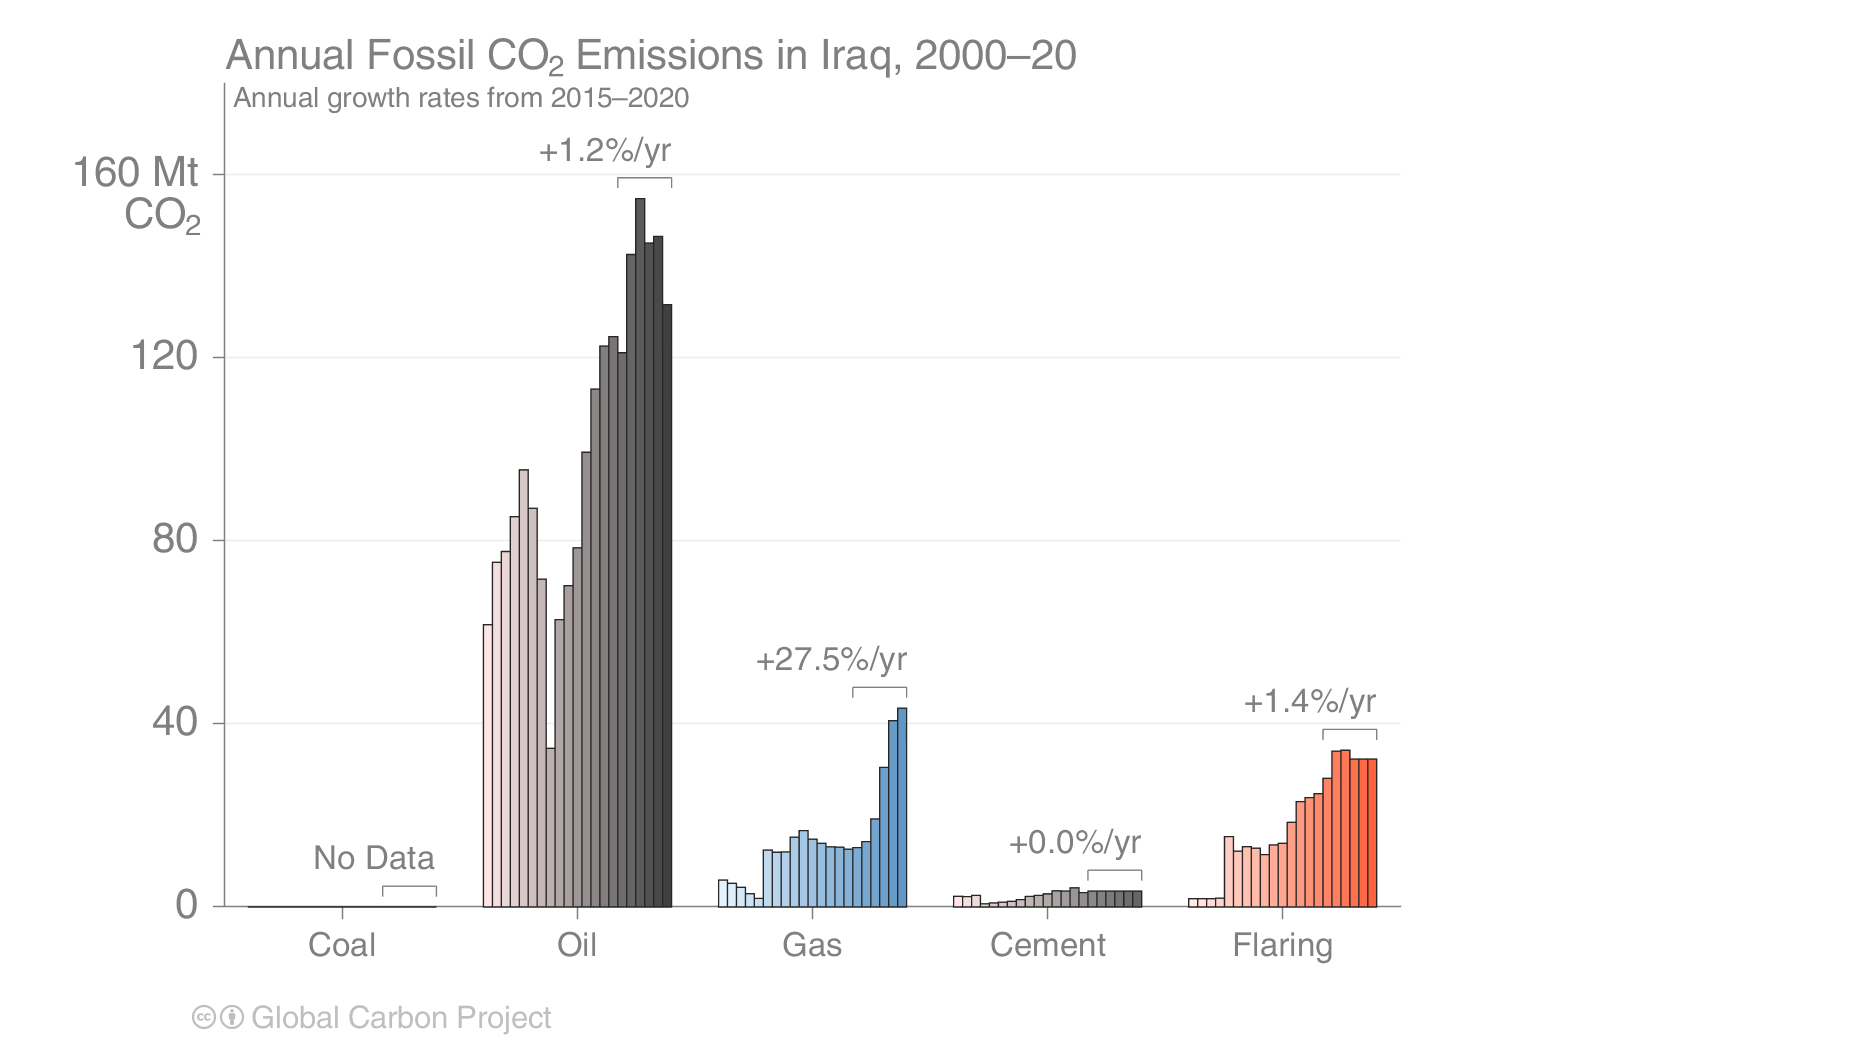 Annual Fossil CO₂ Emissions in Iraq, 2000–20
Annual growth rates from 2015–2020
160 Mt
CO₂
120
80
40
0
No Data
+1.2%/yr
+27.5%/yr
+0.0%/yr
+1.4%/yr
Coal
Oil
Gas
Cement
Flaring
cc Global Carbon Project